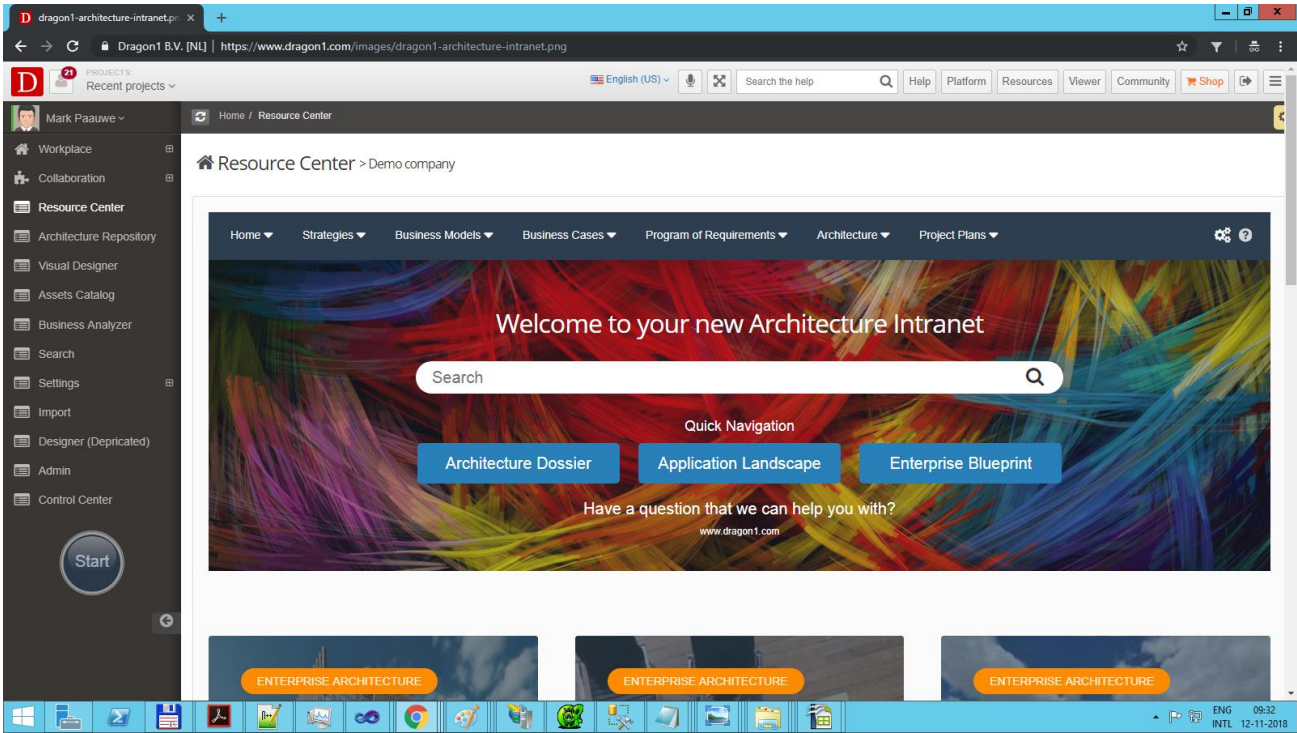 D dragon1-architecture-intranet.pn
Dragon1 B.V. [NL] | https://www.dragon1.com/images/dragon1-architecture-intranet.png
D 21 PROJECTS:
Recent projects
English (US) Search the help Help Platform Resources Viewer Community Shop
Mark Paauwe
Home / Resource Center
Workplace
Collaboration
Resource Center
Architecture Repository
Visual Designer
Assets Catalog
Business Analyzer
Search
Settings
Import
Designer (Depricated)
Admin
Control Center
Start
Resource Center > Demo company
Home Strategies Business Models Business Cases Program of Requirements Architecture Project Plans
Welcome to your new Architecture Intranet
Search
Quick Navigation
Architecture Dossier Application Landscape Enterprise Blueprint
Have a question that we can help you with?
www.dragon1.com
ENTERPRISE ARCHITECTURE ENTERPRISE ARCHITECTURE ENTERPRISE ARCHITECTURE
ENG 09:32
INTL 12-11-2018